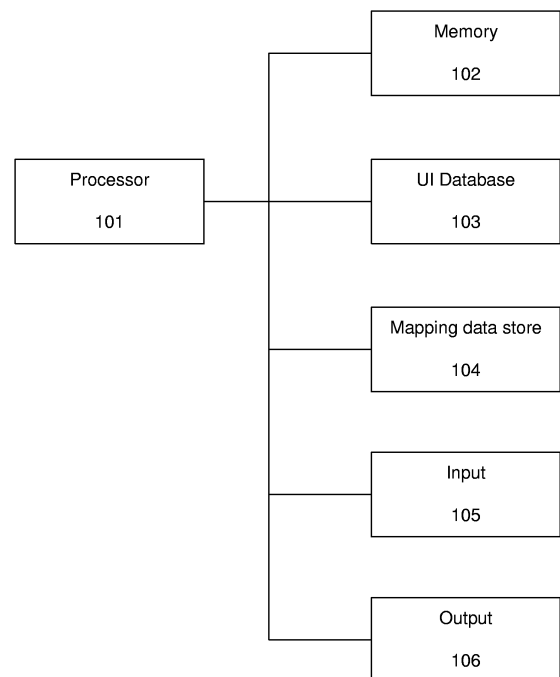 Memory
102
Processor
101
UI Database
103
Mapping data store
104
Input
105
Output
106